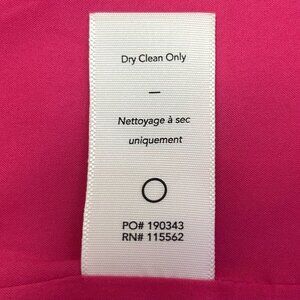 Dry Clean Only
—
Nettoyage à sec
uniquement
PO# 190343
RN# 115562